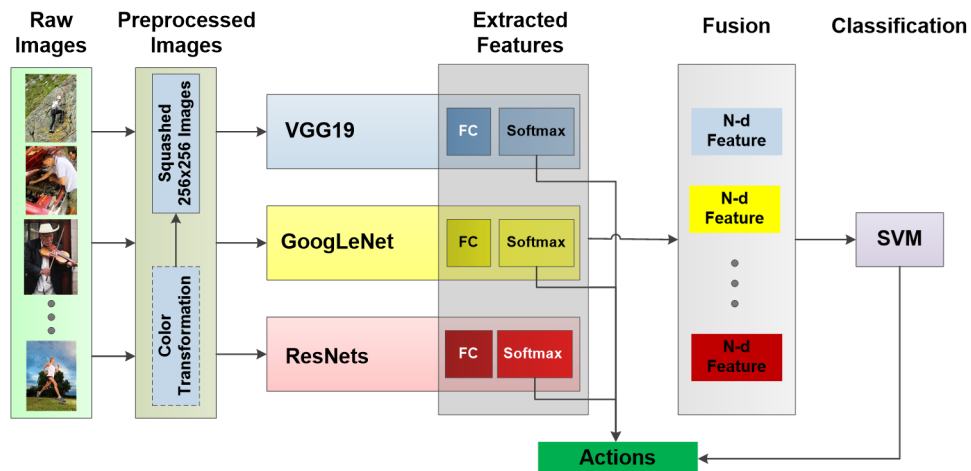 Raw
Images
Preprocessed
Images
Extracted
Features
Fusion
Classification
Squashed
256x256 Images
Color
Transformation
VGG19
FC
Softmax
GoogLeNet
FC
Softmax
ResNets
FC
Softmax
N-d
Feature
N-d
Feature
N-d
Feature
SVM
Actions